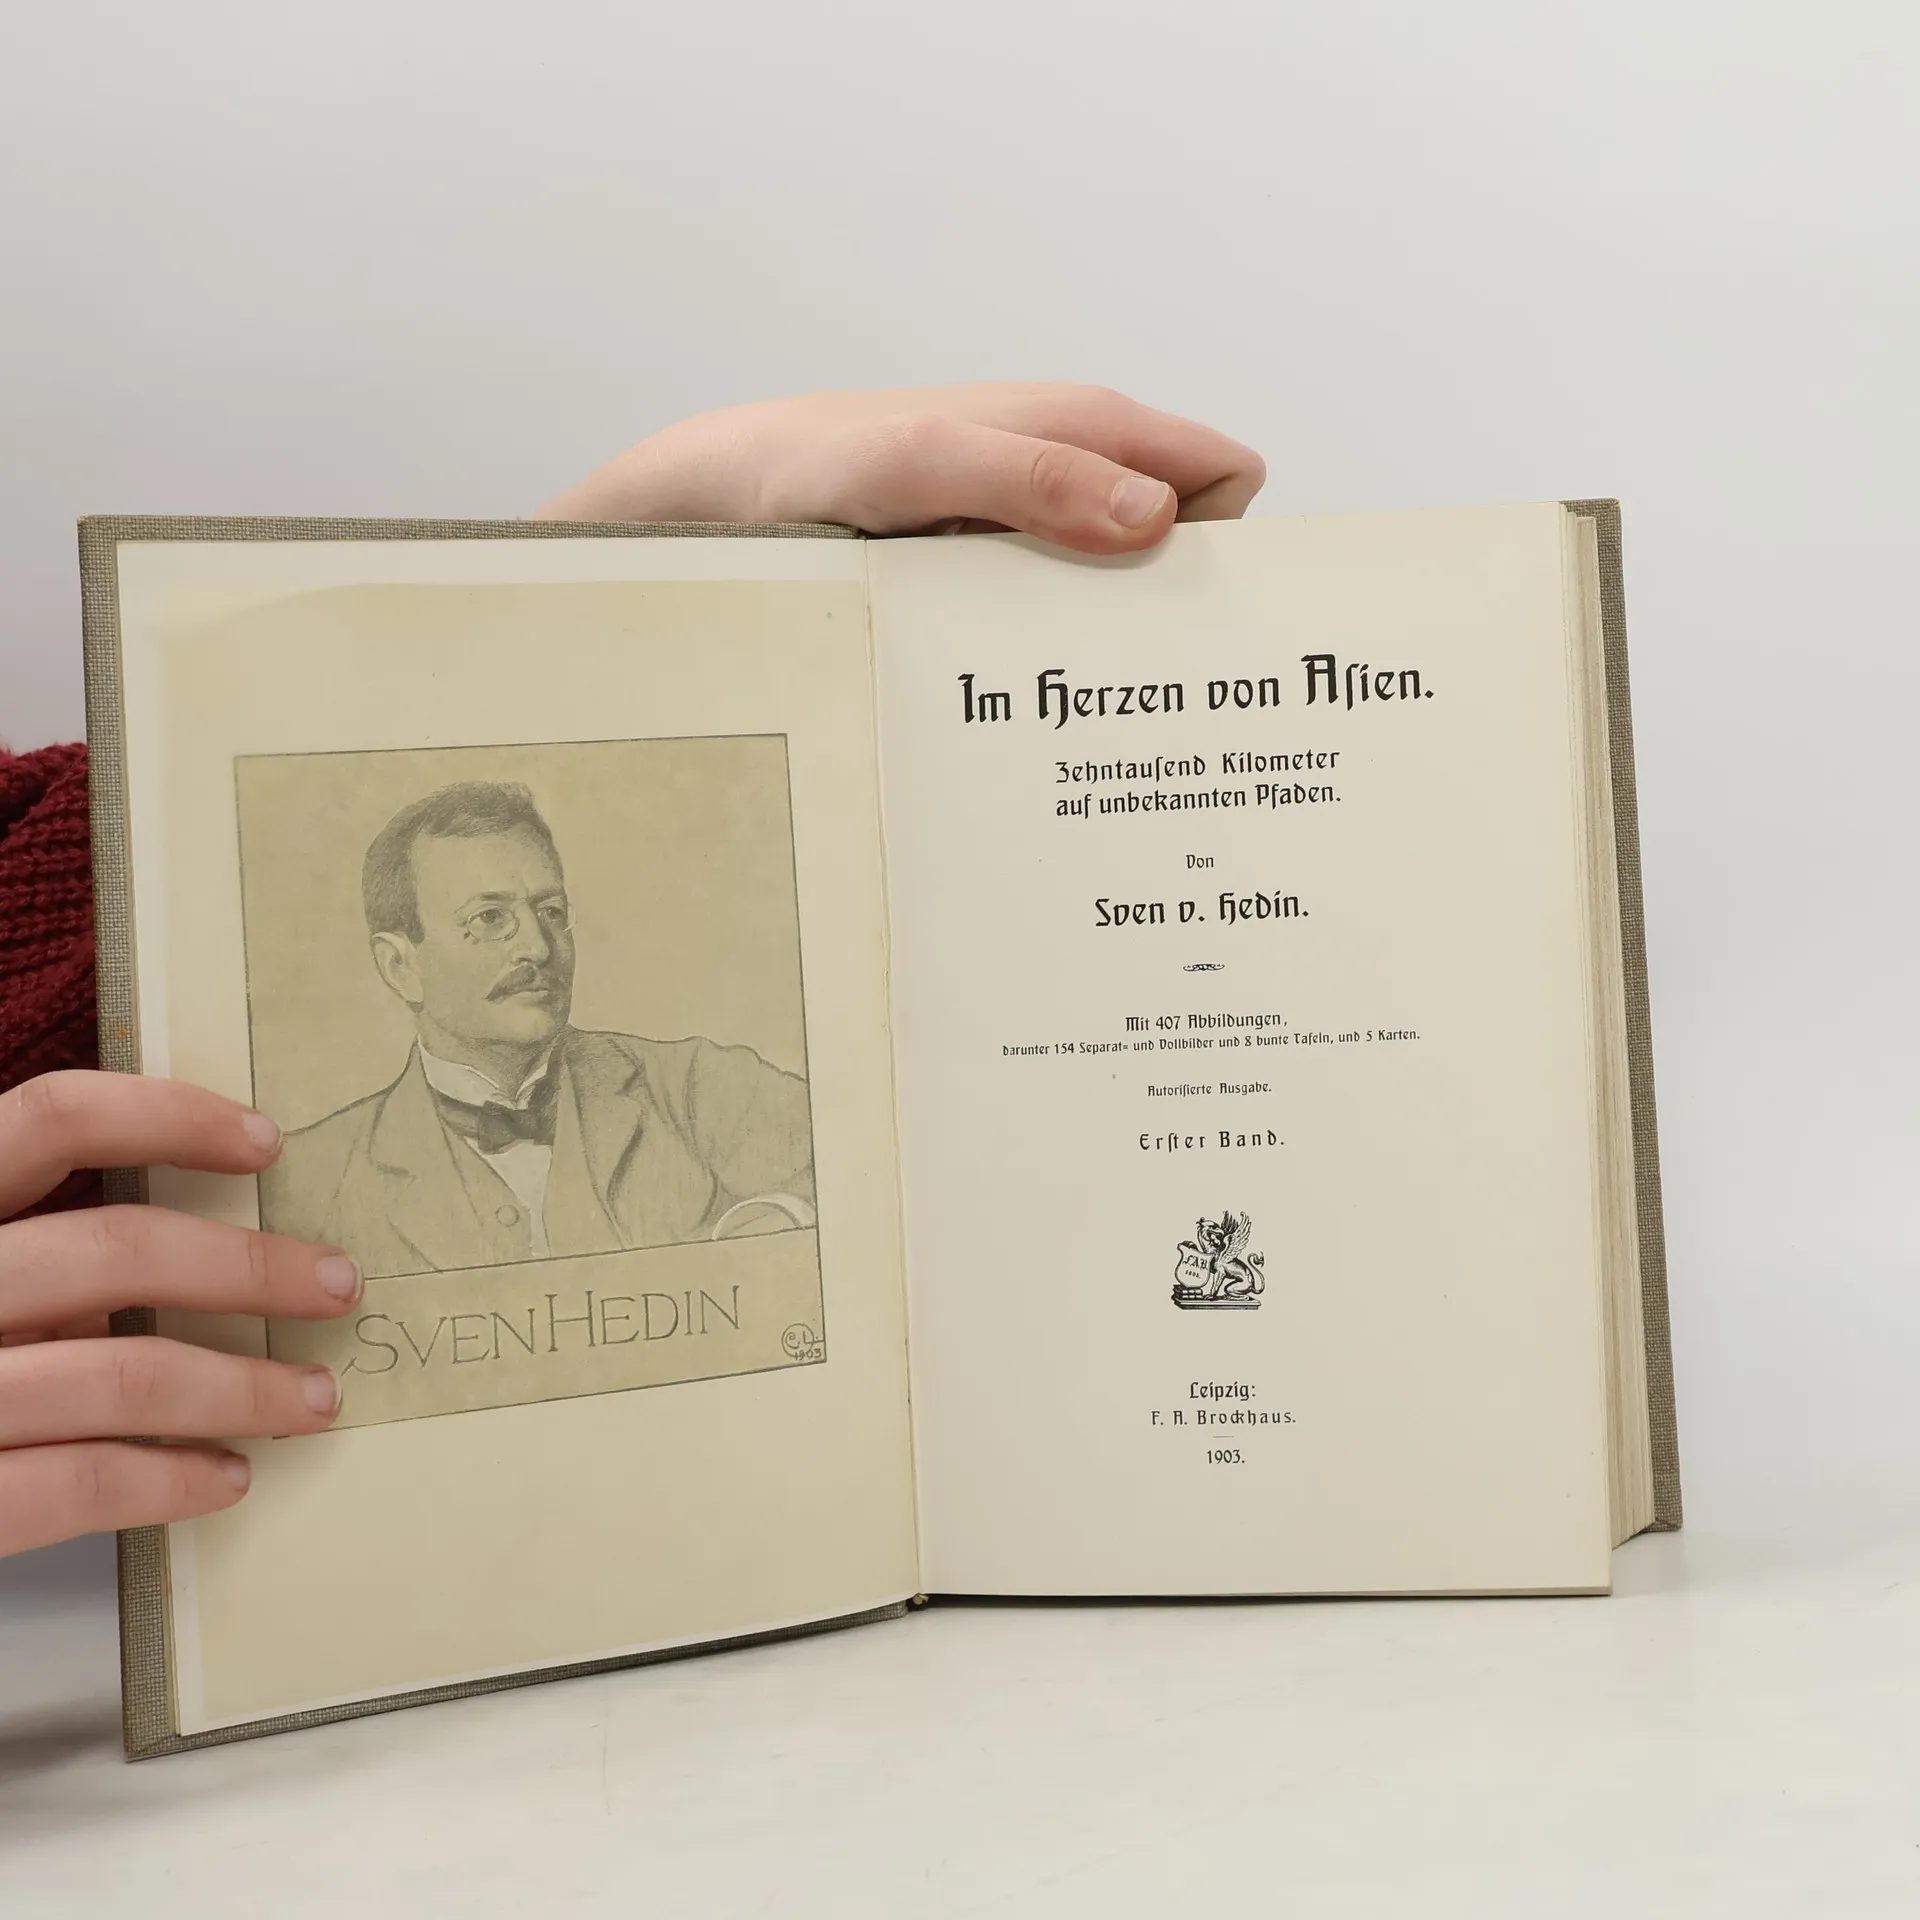 SVEN HEDIN
C.L.
1903
Im Herzen von Aſien.
Zehntauſend Kilometer
auf unbekannten Pfaden.
Von
Sven v. Hedin.
Mit 407 Abbildungen,
darunter 154 Separat= und Vollbilder und 8 bunte Tafeln, und 5 Karten.
Autoriſierte Ausgabe.
Erſter Band.
F.A.B.
Leipzig:
F. A. Brockhaus.
1903.